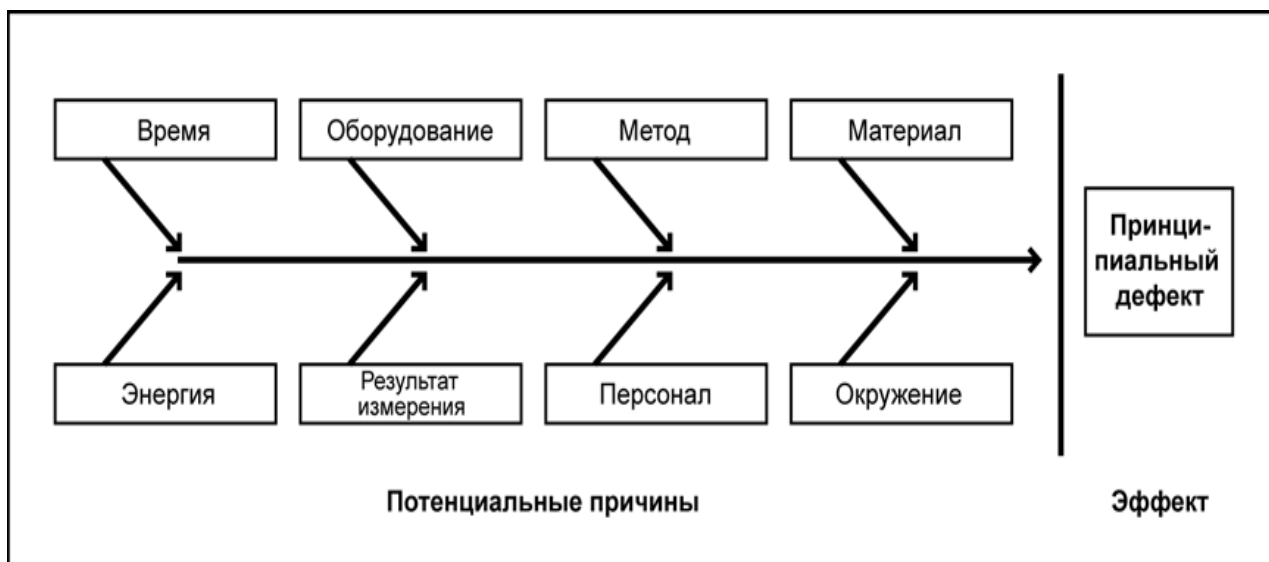 Время
Оборудование
Метод
Материал
Принци-
пиальный
дефект
Энергия
Результат
измерения
Персонал
Окружение
Потенциальные причины
Эффект